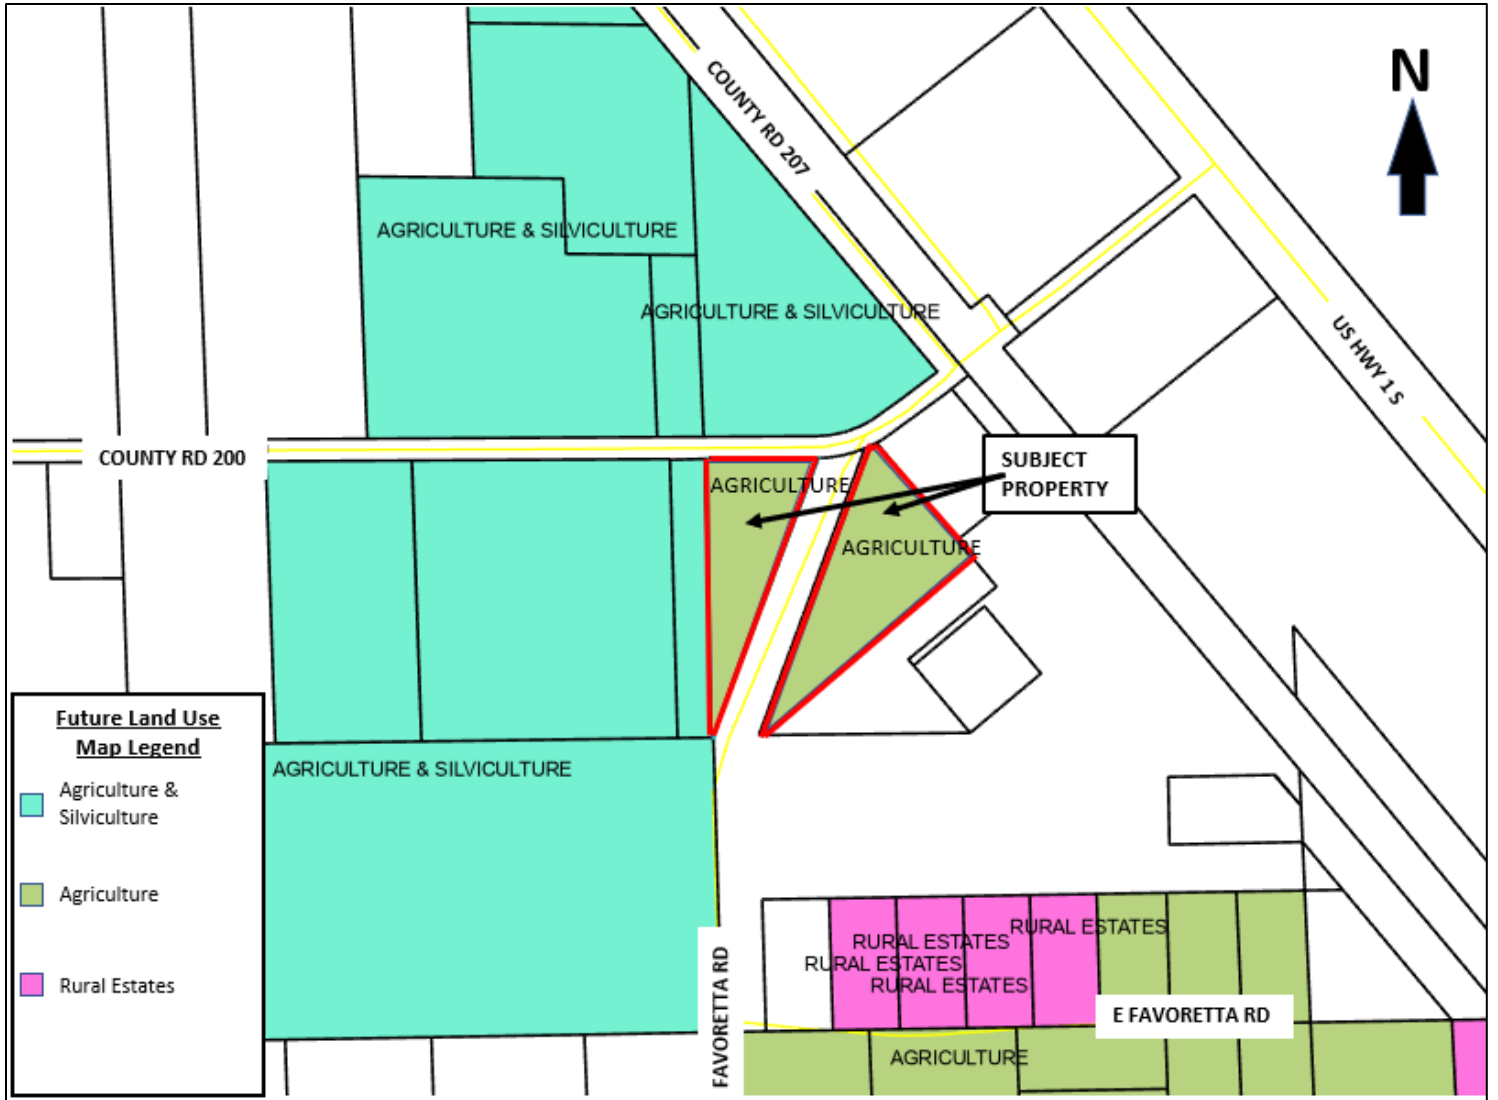 N
COUNTY RD 207
AGRICULTURE & SILVICULTURE
AGRICULTURE & SILVICULTURE
US HWY 1 S
COUNTY RD 200
SUBJECT
PROPERTY
AGRICULTURE
AGRICULTURE
Future Land Use
Map Legend
Agriculture &
Silviculture
Agriculture
Rural Estates
AGRICULTURE & SILVICULTURE
RURAL ESTATES
RURAL ESTATES
RURAL ESTATES
RURAL ESTATES
FAVORETTA RD
E FAVORETTA RD
AGRICULTURE